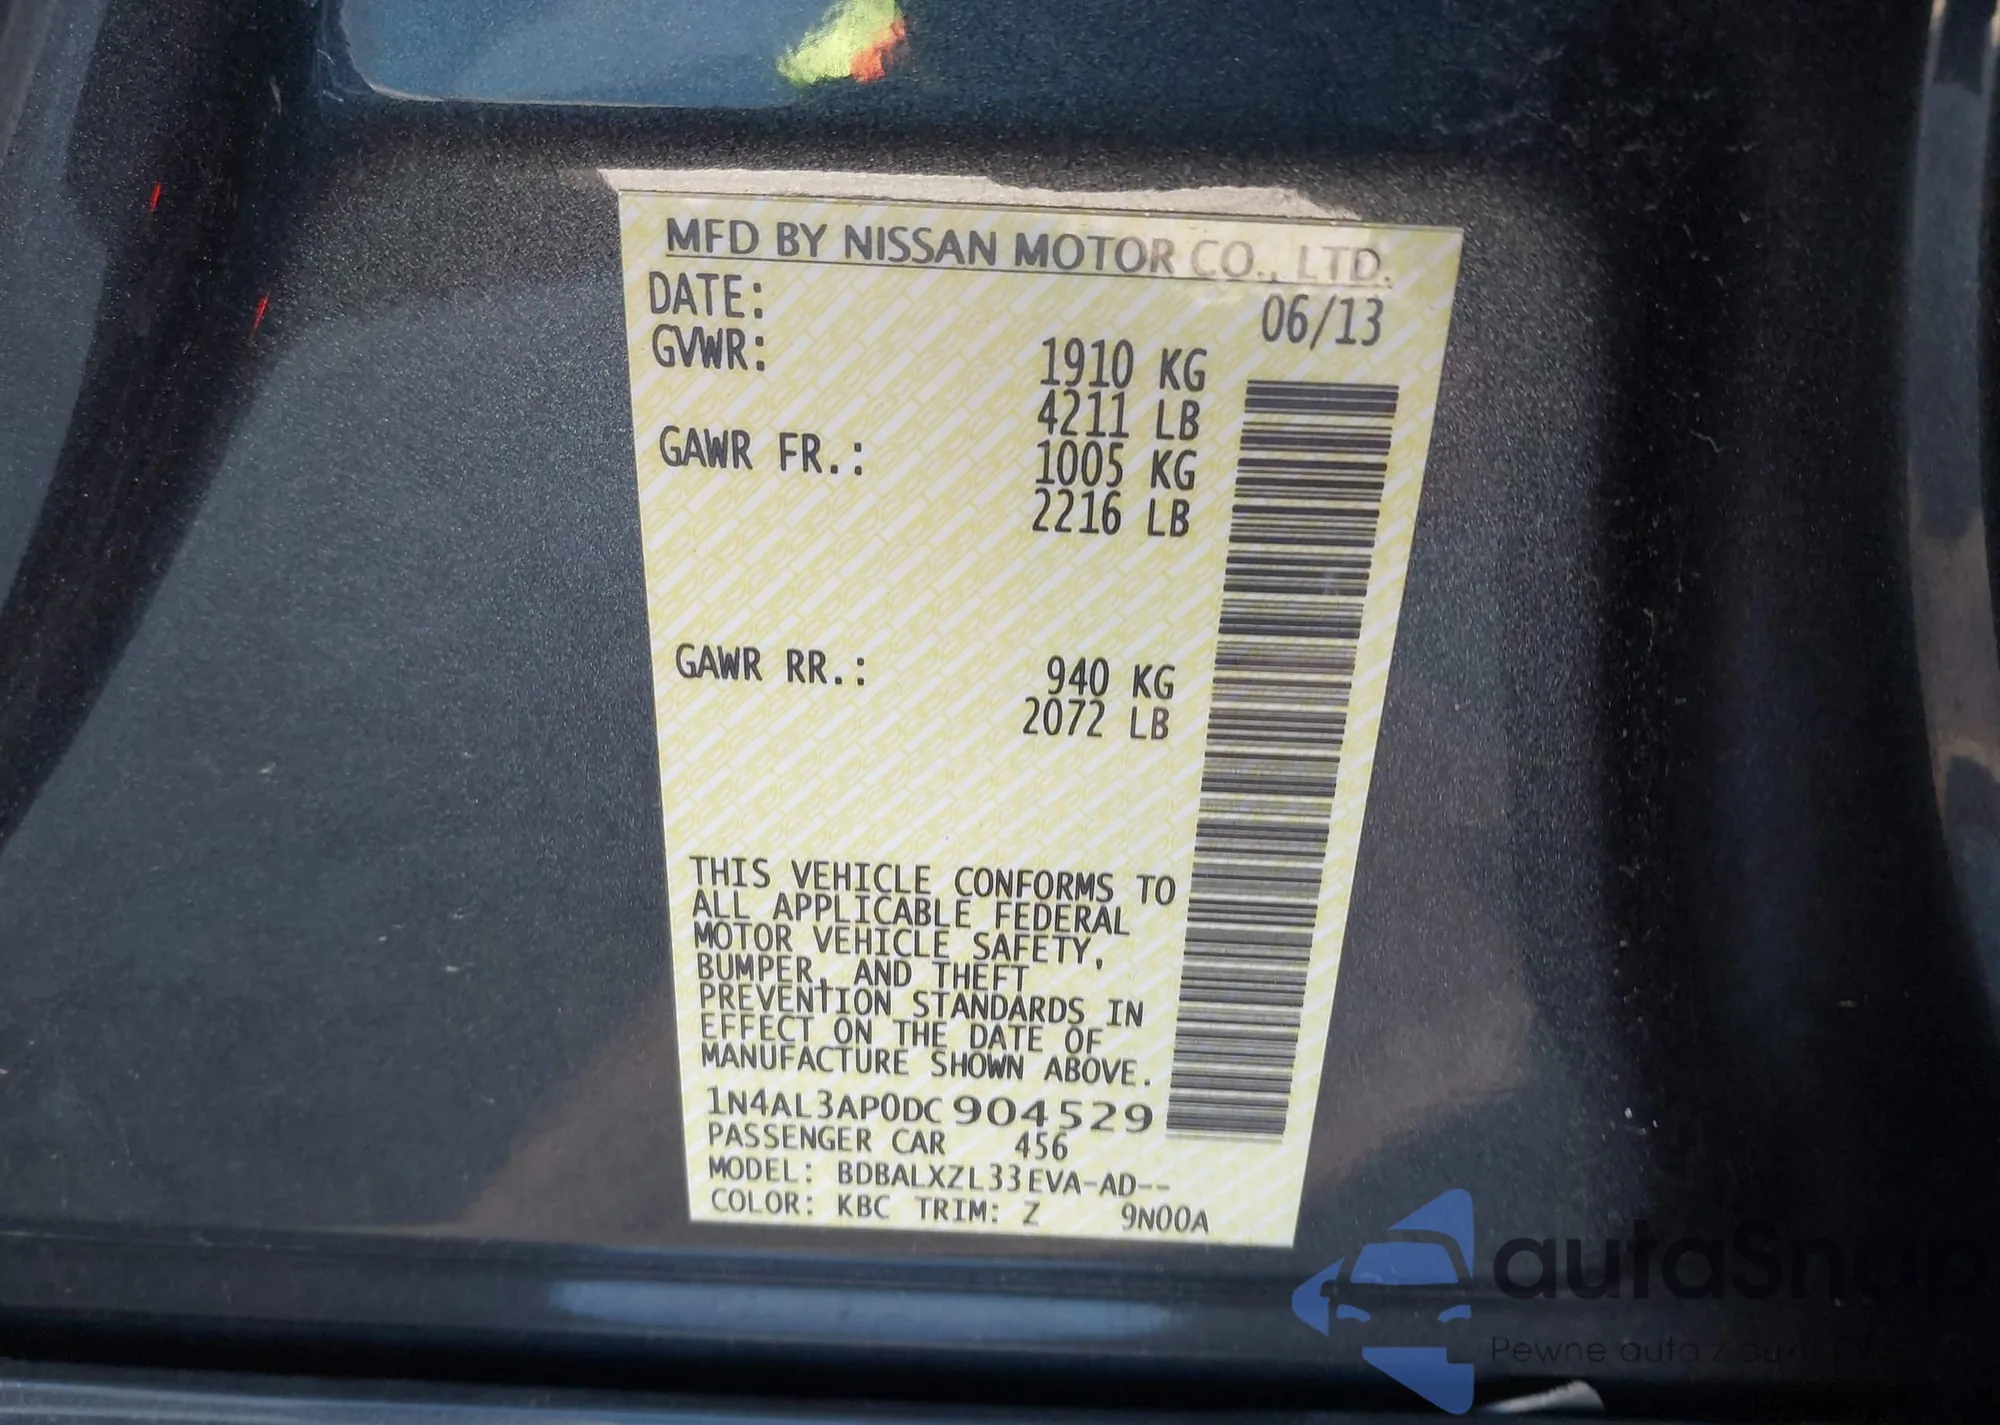 MFD BY NISSAN MOTOR CO., LTD.
DATE: 06/13
GVWR: 1910 KG
4211 LB
GAWR FR.: 1005 KG
2216 LB
GAWR RR.: 940 KG
2072 LB
THIS VEHICLE CONFORMS TO
ALL APPLICABLE FEDERAL
MOTOR VEHICLE SAFETY,
BUMPER, AND THEFT
PREVENTION STANDARDS IN
EFFECT ON THE DATE OF
MANUFACTURE SHOWN ABOVE.
1N4AL3AP0DC904529
PASSENGER CAR 456
MODEL: BDBALXZL33EVA-AD--
COLOR: KBC TRIM: Z 9N00A
autaSnap
Pewne auto z